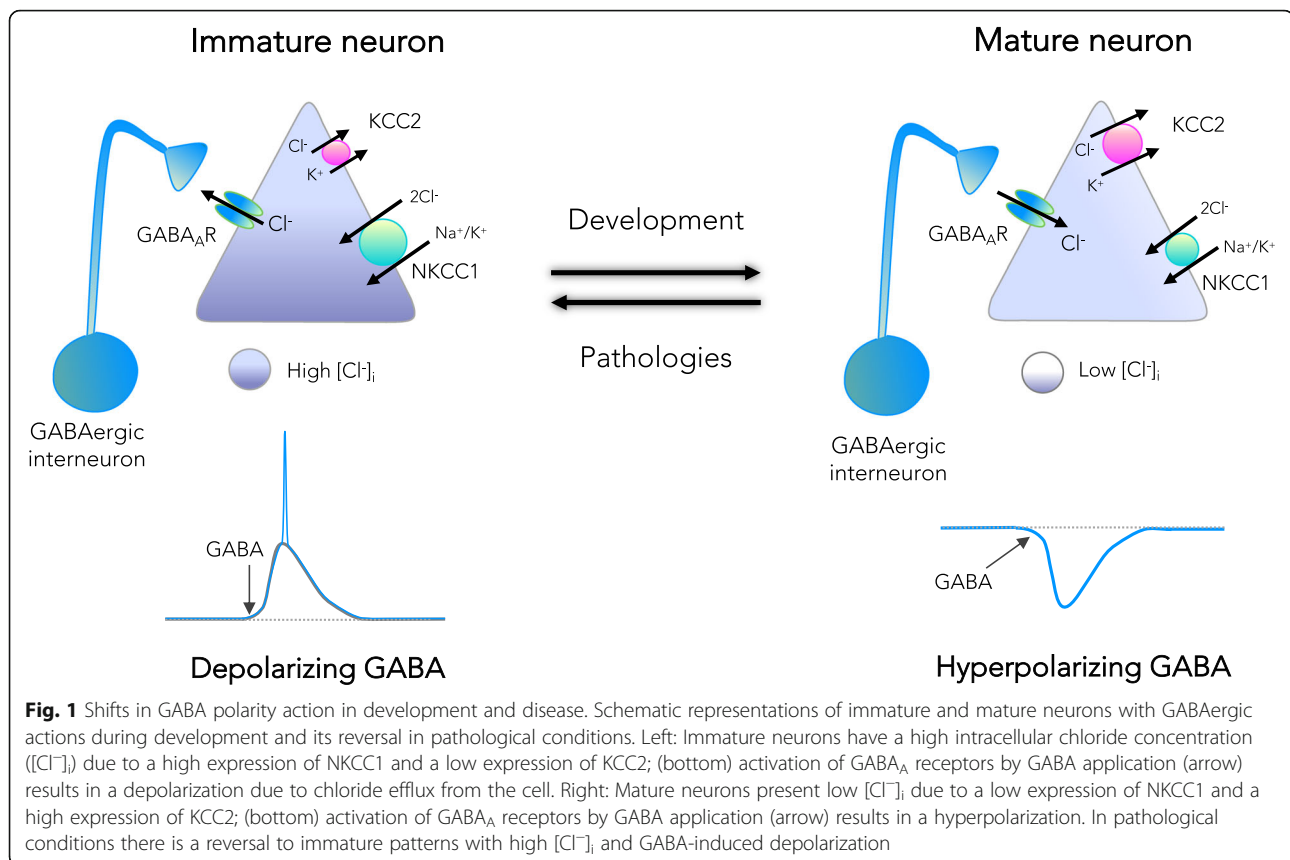 Immature neuron
Mature neuron
KCC2
Cl⁻
K⁺
2Cl⁻
Na⁺/K⁺
NKCC1
GABA_AR
Cl⁻
High [Cl⁻]ᵢ
GABAergic
interneuron
Development
Pathologies
KCC2
Cl⁻
K⁺
2Cl⁻
Na⁺/K⁺
NKCC1
GABA_AR
Cl⁻
Low [Cl⁻]ᵢ
GABAergic
interneuron
GABA
GABA
Depolarizing GABA
Hyperpolarizing GABA
Fig. 1 Shifts in GABA polarity action in development and disease. Schematic representations of immature and mature neurons with GABAergic
actions during development and its reversal in pathological conditions. Left: Immature neurons have a high intracellular chloride concentration
([Cl⁻]ᵢ) due to a high expression of NKCC1 and a low expression of KCC2; (bottom) activation of GABA_A receptors by GABA application (arrow)
results in a depolarization due to chloride efflux from the cell. Right: Mature neurons present low [Cl⁻]ᵢ due to a low expression of NKCC1 and a
high expression of KCC2; (bottom) activation of GABA_A receptors by GABA application (arrow) results in a hyperpolarization. In pathological
conditions there is a reversal to immature patterns with high [Cl⁻]ᵢ and GABA-induced depolarization